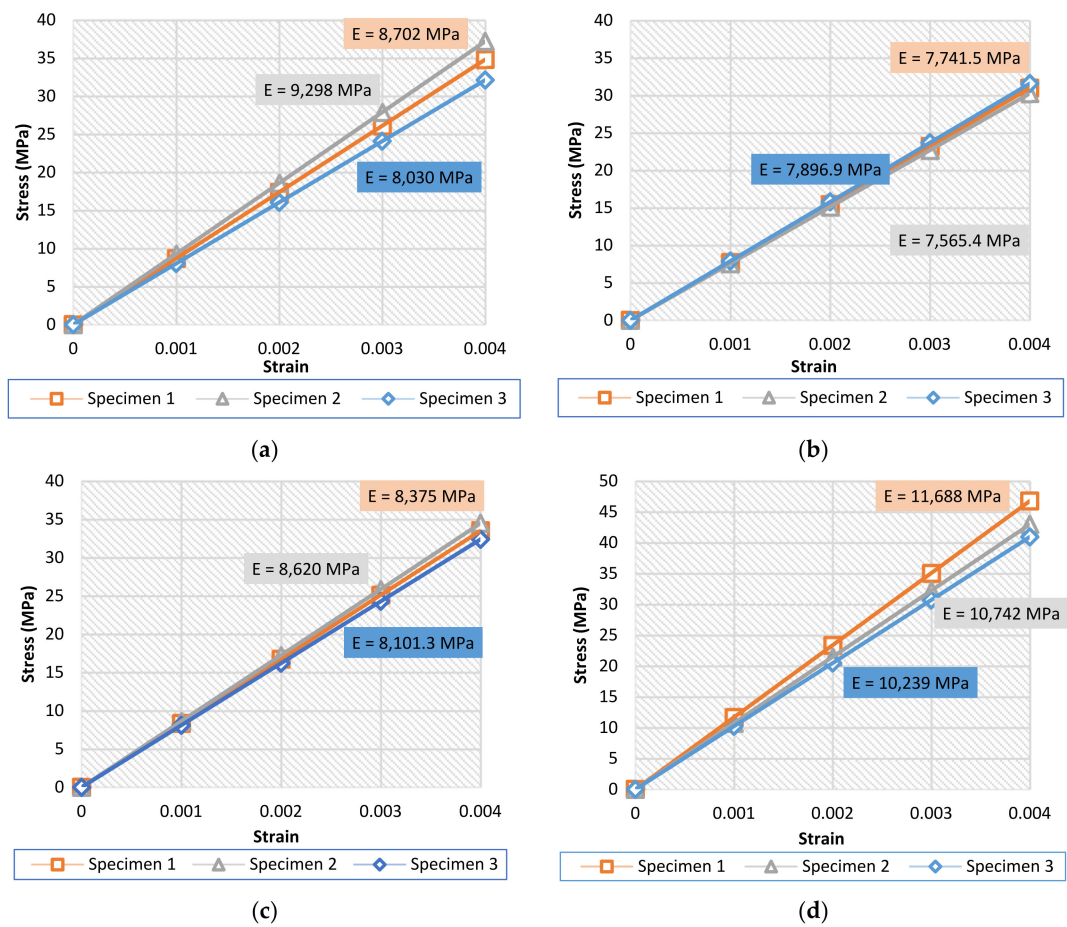 40
35
30
25
20
15
10
5
0
Stress (MPa)
E = 8,702 MPa
E = 9,298 MPa
E = 8,030 MPa
0 0.001 0.002 0.003 0.004
Strain
Specimen 1 Specimen 2 Specimen 3
(a)
40
35
30
25
20
15
10
5
0
Stress (MPa)
E = 7,741.5 MPa
E = 7,896.9 MPa
E = 7,565.4 MPa
0 0.001 0.002 0.003 0.004
Strain
Specimen 1 Specimen 2 Specimen 3
(b)
40
35
30
25
20
15
10
5
0
Stress (MPa)
E = 8,375 MPa
E = 8,620 MPa
E = 8,101.3 MPa
0 0.001 0.002 0.003 0.004
Strain
Specimen 1 Specimen 2 Specimen 3
(c)
50
45
40
35
30
25
20
15
10
5
0
Stress (MPa)
E = 11,688 MPa
E = 10,742 MPa
E = 10,239 MPa
0 0.001 0.002 0.003 0.004
Strain
Specimen 1 Specimen 2 Specimen 3
(d)